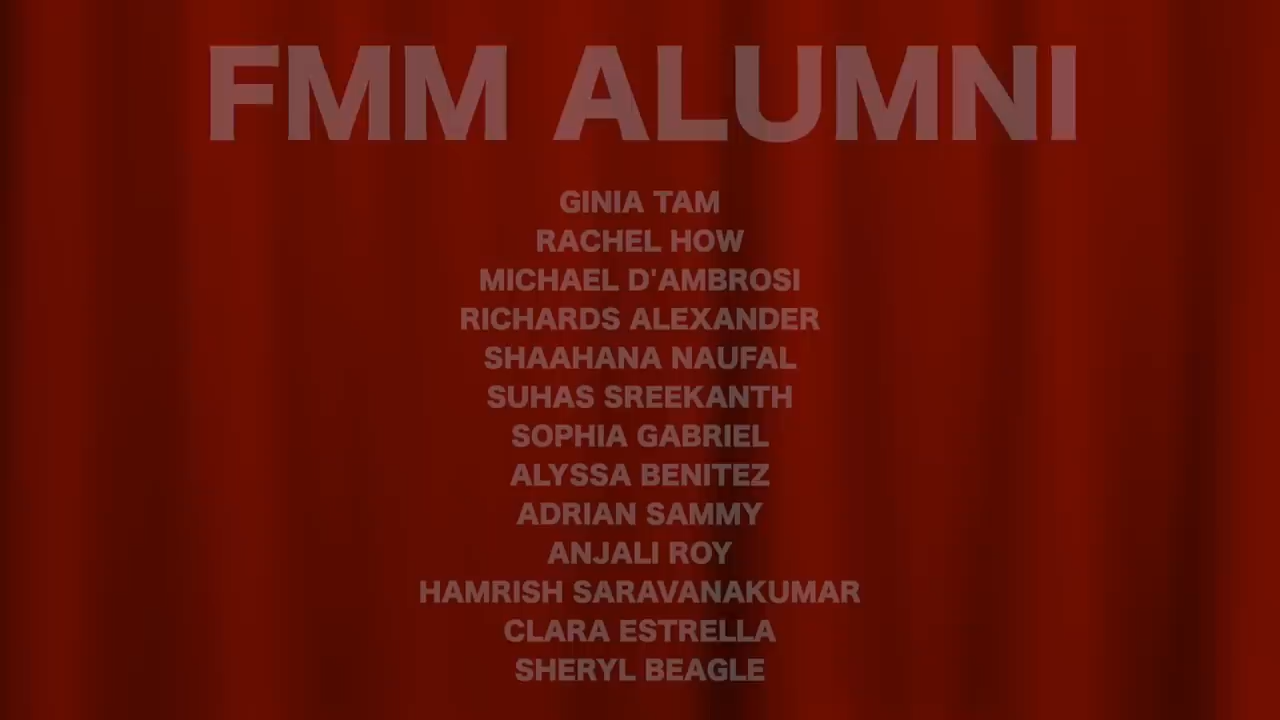 FMM ALUMNI
GINIA TAM
RACHEL HOW
MICHAEL D'AMBROSI
RICHARDS ALEXANDER
SHAAHANA NAUFAL
SUHAS SREEKANTH
SOPHIA GABRIEL
ALYSSA BENITEZ
ADRIAN SAMMY
ANJALI ROY
HAMRISH SARAVANAKUMAR
CLARA ESTRELLA
SHERYL BEAGLE